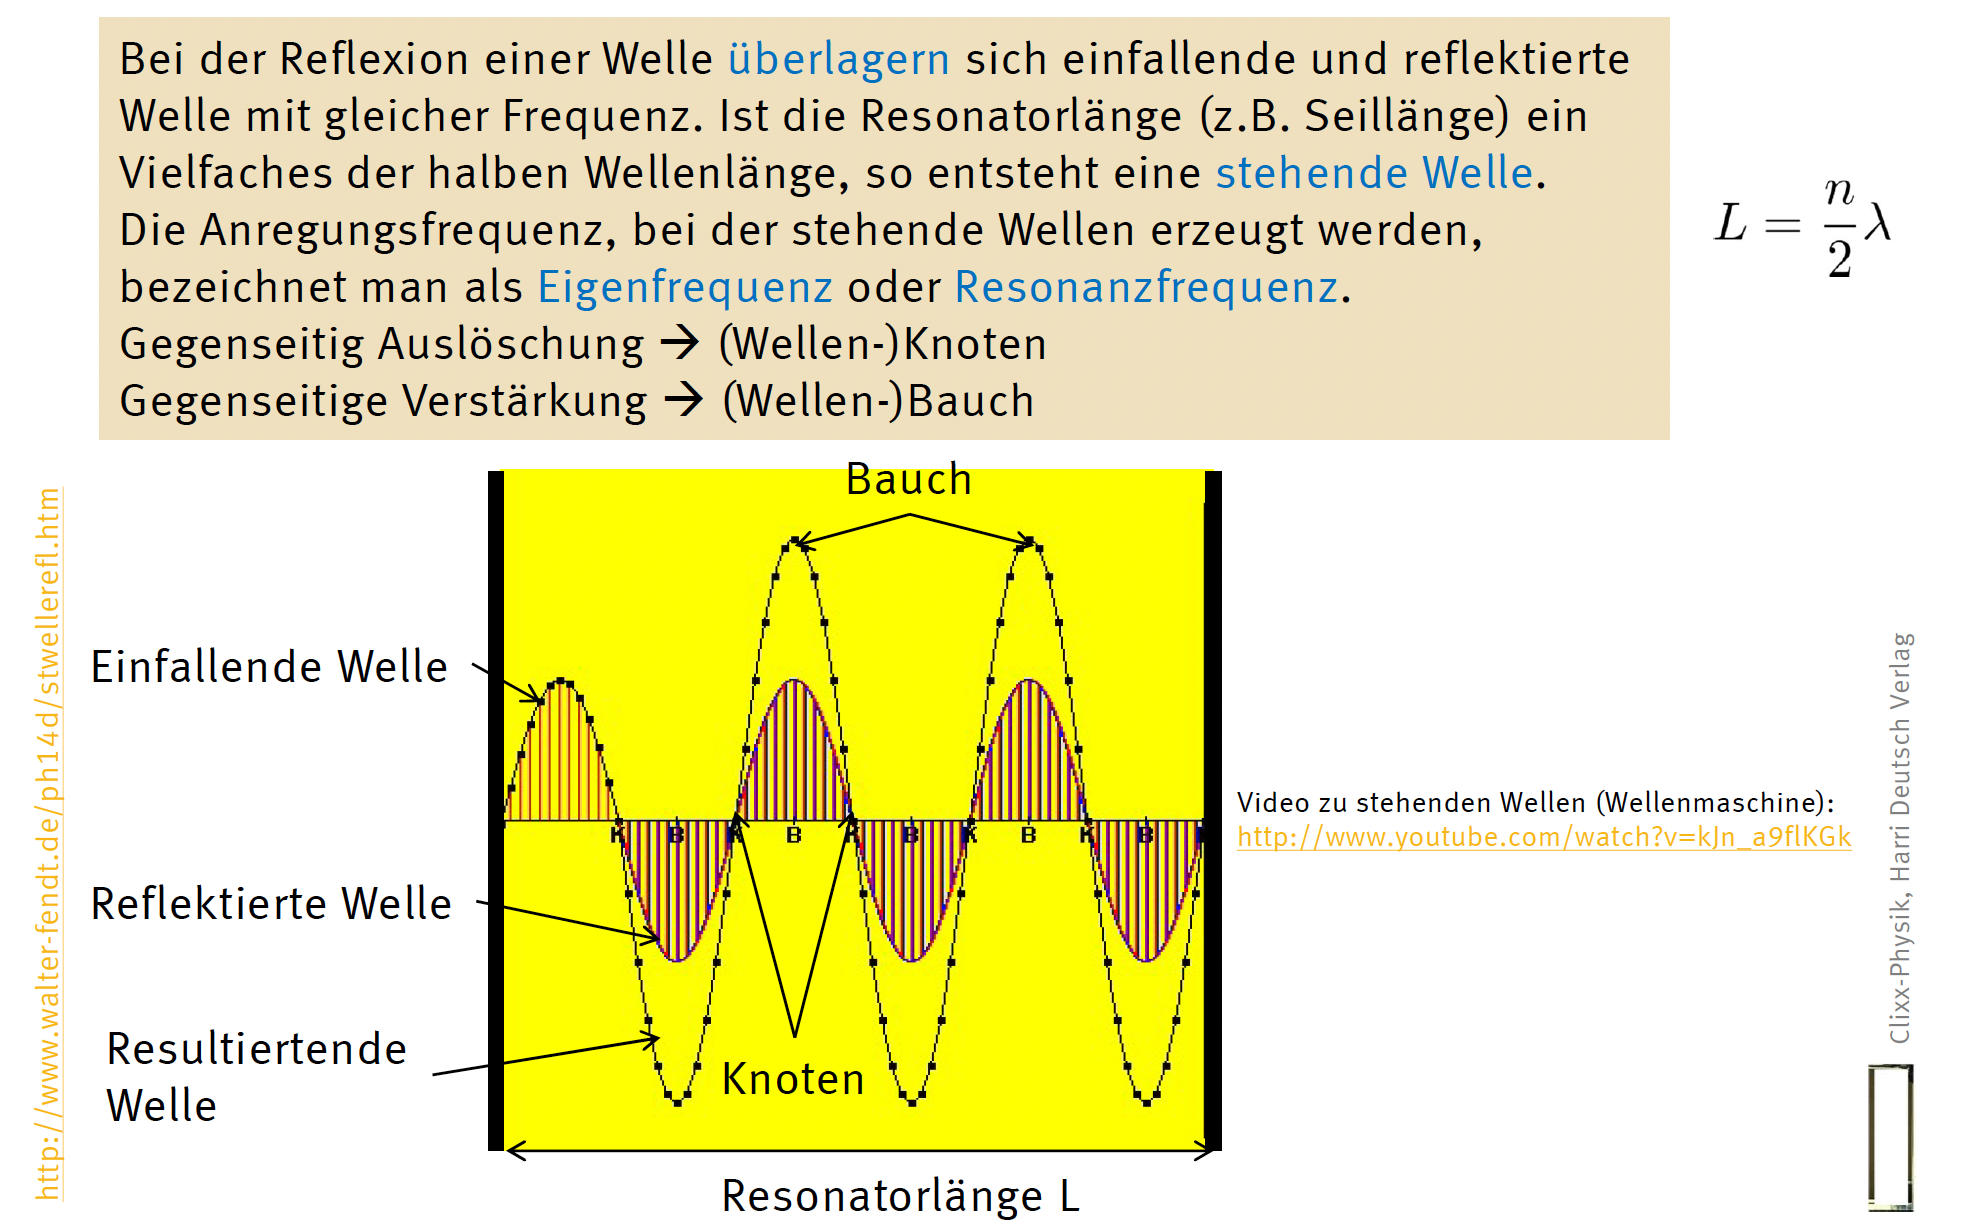 Bei der Reflexion einer Welle überlagern sich einfallende und reflektierte
Welle mit gleicher Frequenz. Ist die Resonatorlänge (z.B. Seillänge) ein
Vielfaches der halben Wellenlänge, so entsteht eine stehende Welle.
Die Anregungsfrequenz, bei der stehende Wellen erzeugt werden,
bezeichnet man als Eigenfrequenz oder Resonanzfrequenz.
Gegenseitig Auslöschung → (Wellen-)Knoten
Gegenseitige Verstärkung → (Wellen-)Bauch
L = n/2 λ
Bauch
Einfallende Welle
K B K B K B K B K B
Reflektierte Welle
Resultiertende
Welle
Knoten
Resonatorlänge L
Video zu stehenden Wellen (Wellenmaschine):
http://www.youtube.com/watch?v=kJn_a9flKGk
http://www.walter-fendt.de/ph14d/stwellerefl.htm
Clixx-Physik, Harri Deutsch Verlag